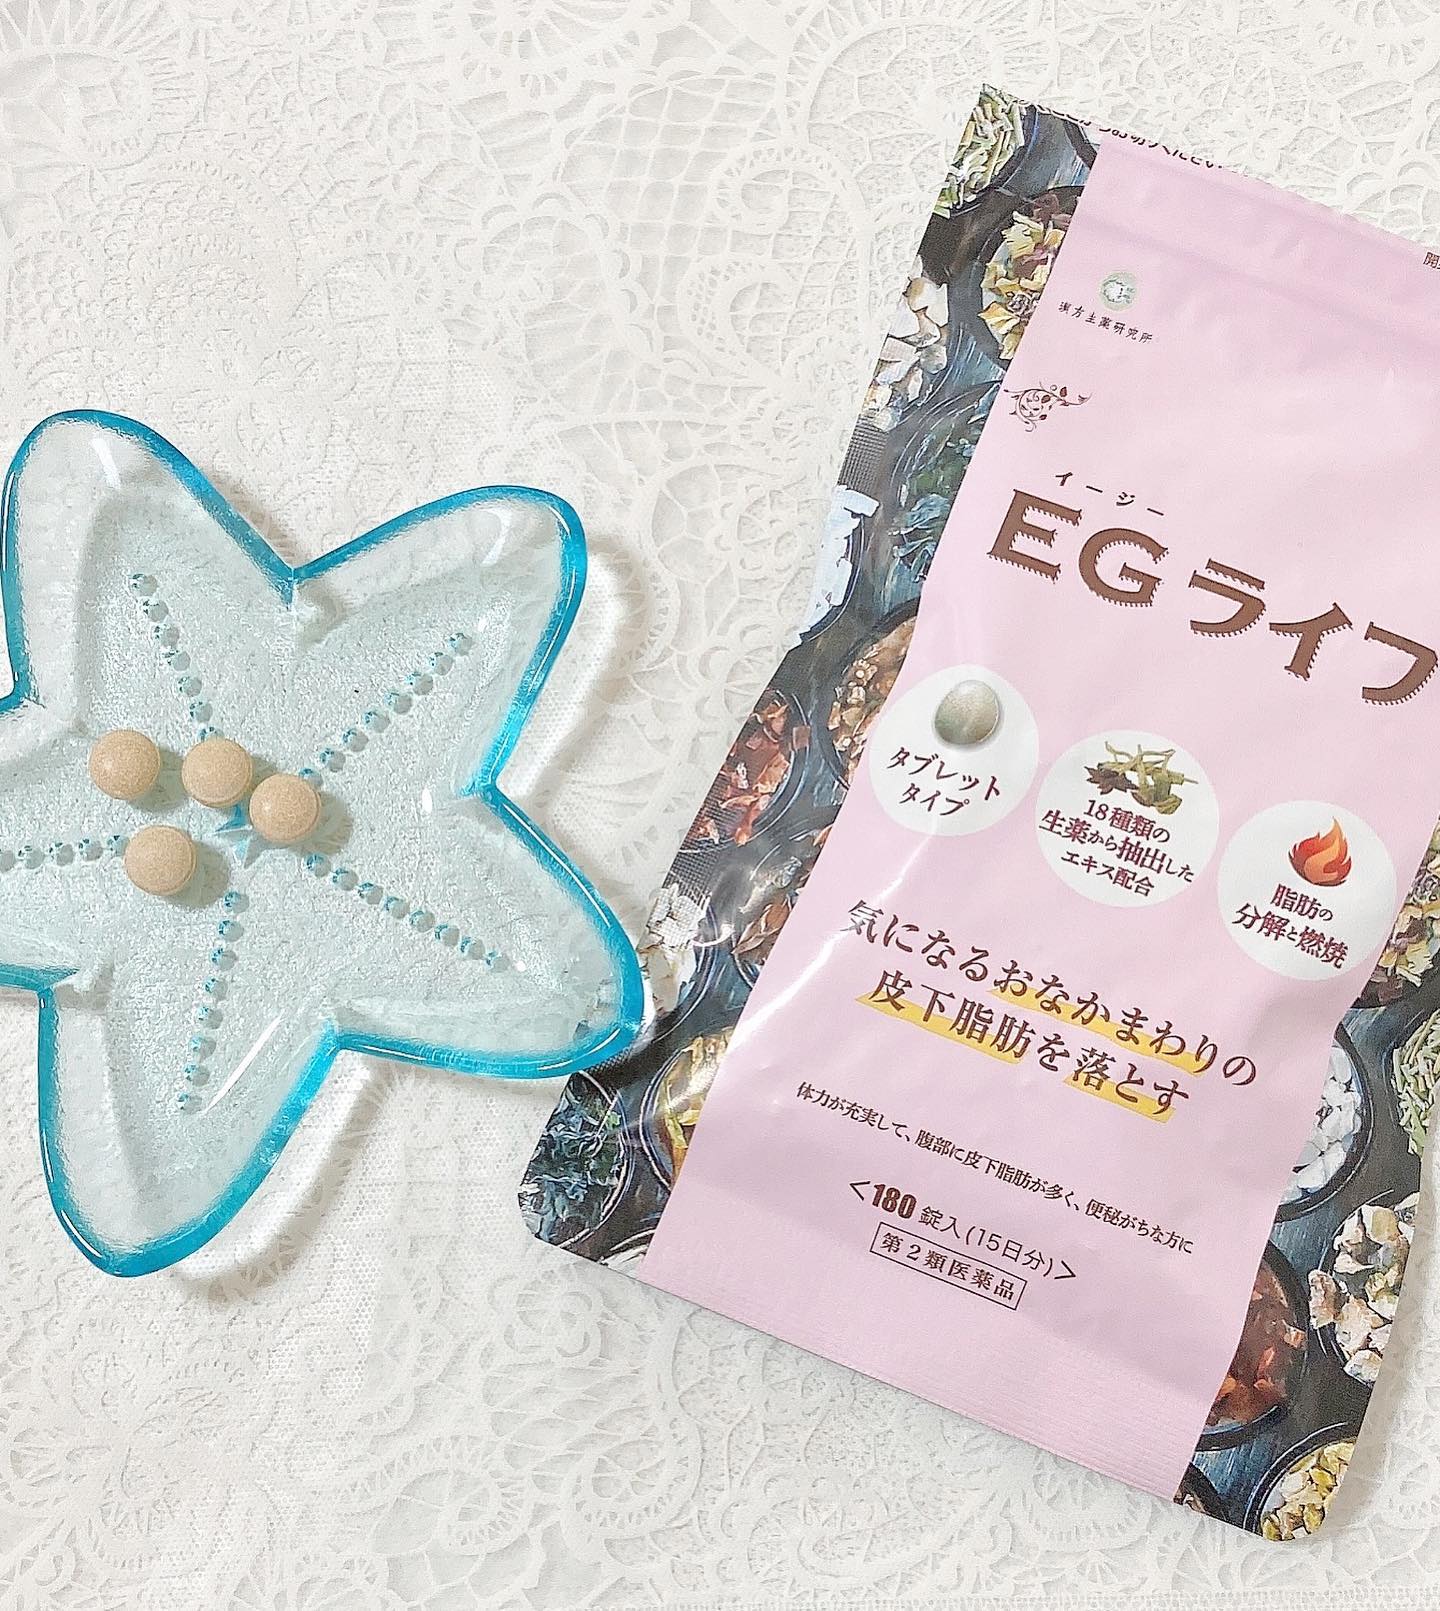 漢方生薬研究所
イージー
EGライフ
タブレット
タイプ
18種類の
生薬から抽出した
エキス配合
脂肪の
分解と燃焼
気になるおなかまわりの
皮下脂肪を落とす
体力が充実して、腹部に皮下脂肪が多く、便秘がちな方に
<180錠入(15日分)>
第2類医薬品